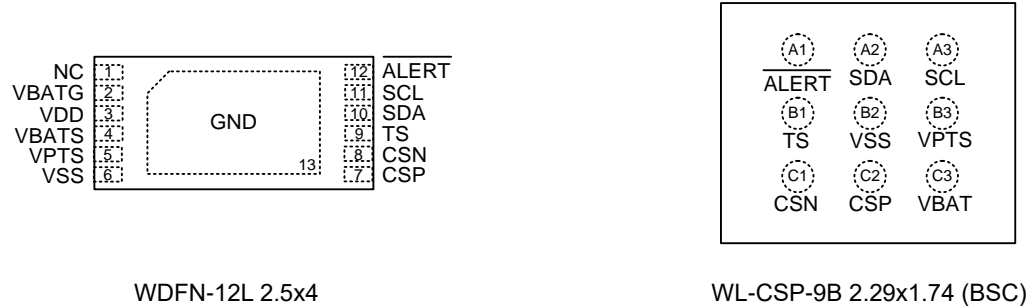 NC 1
VBATG 2
VDD 3
VBATS 4
VPTS 5
VSS 6
GND
13
12 ALERT
11 SCL
10 SDA
9 TS
8 CSN
7 CSP
WDFN-12L 2.5x4
A1 A2 A3
ALERT SDA SCL
B1 B2 B3
TS VSS VPTS
C1 C2 C3
CSN CSP VBAT
WL-CSP-9B 2.29x1.74 (BSC)